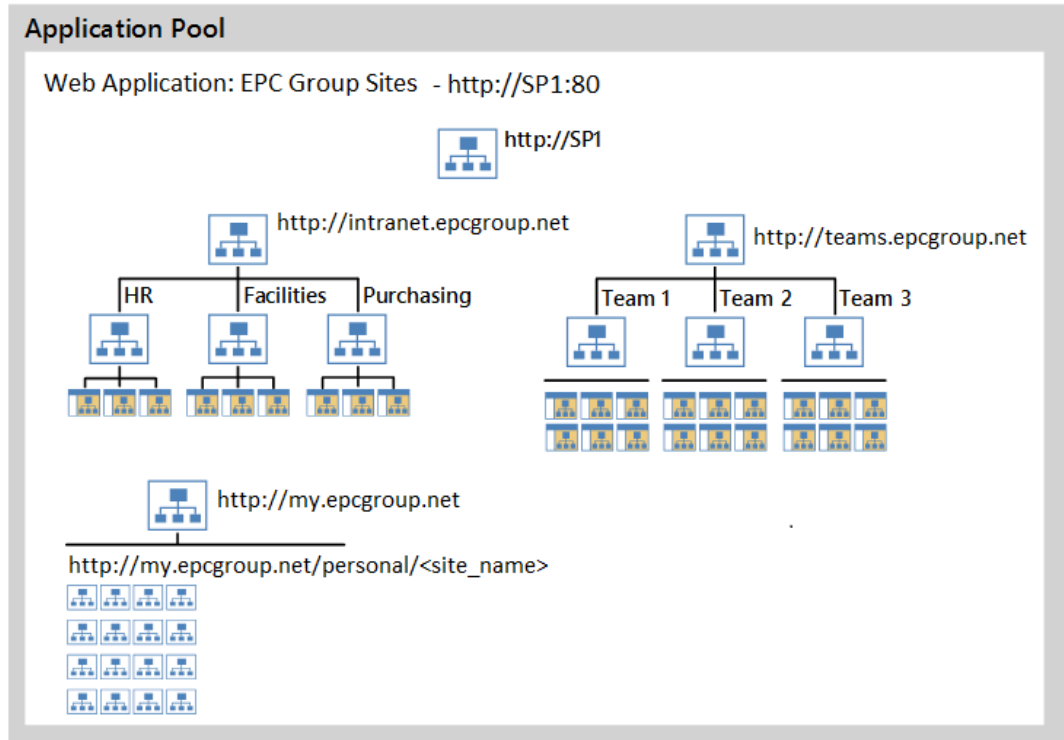 Application Pool
Web Application: EPC Group Sites - http://SP1:80
http://SP1
http://intranet.epcgroup.net
http://teams.epcgroup.net
HR
Facilities
Purchasing
Team 1
Team 2
Team 3
http://my.epcgroup.net
http://my.epcgroup.net/personal/<site_name>